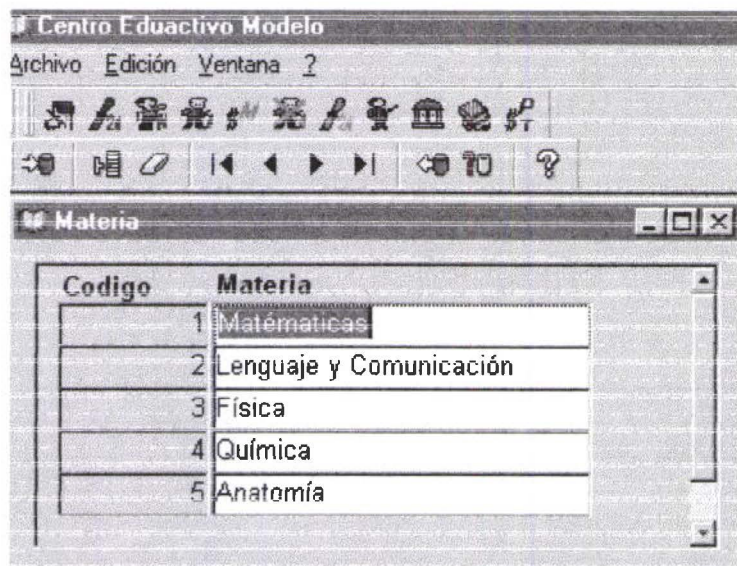 Centro Eduactivo Modelo
Archivo Edición Ventana ?
Materia
Codigo Materia
1 Matématicas
2 Lenguaje y Comunicación
3 Física
4 Química
5 Anatomía